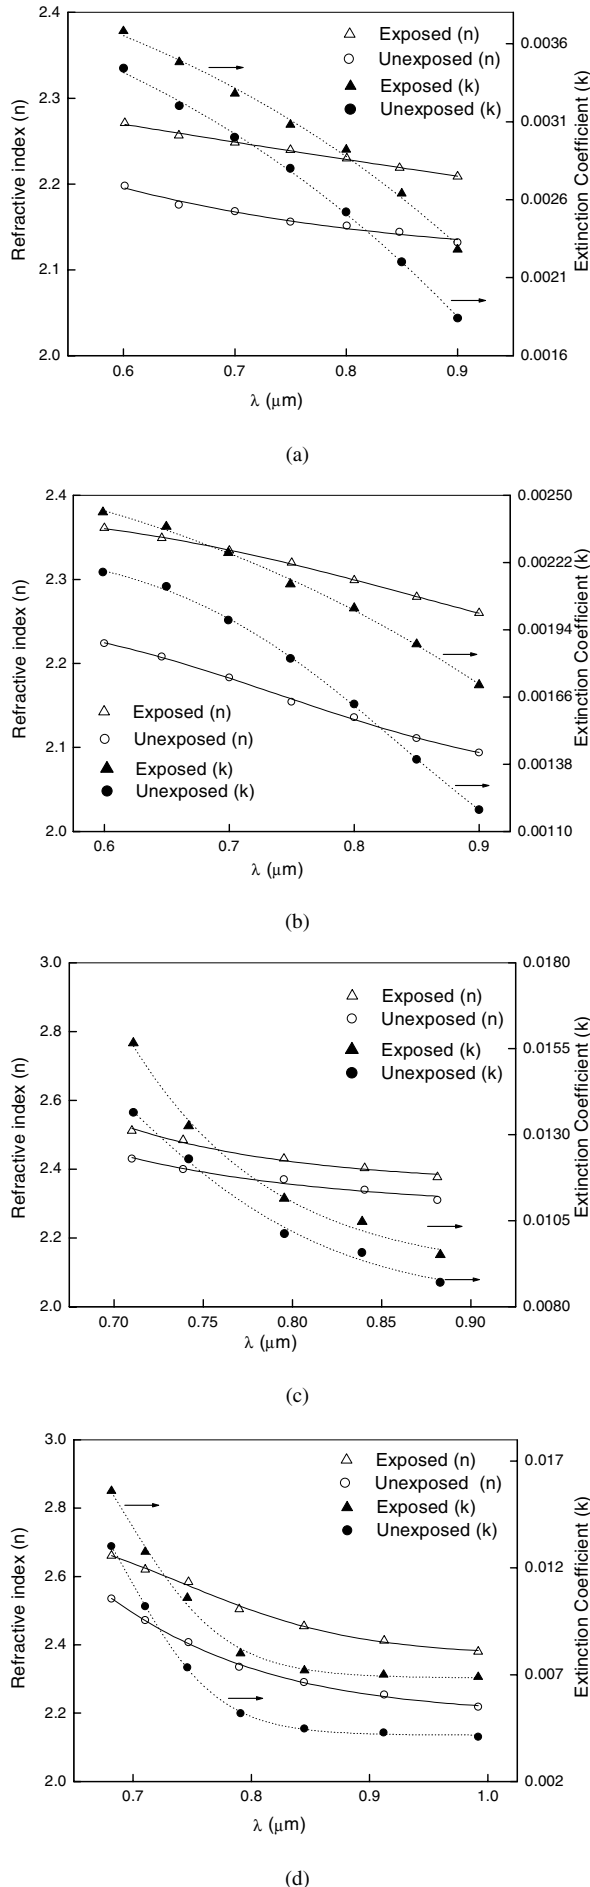 2.4
2.3
2.2
2.1
2.0
Refractive index (n)
Exposed (n)
Unexposed (n)
Exposed (k)
Unexposed (k)
0.0036
0.0031
0.0026
0.0021
0.0016
Extinction Coefficient (k)
0.6 0.7 0.8 0.9
λ (μm)
(a)
2.4
2.3
2.2
2.1
2.0
Refractive index (n)
Exposed (n)
Unexposed (n)
Exposed (k)
Unexposed (k)
0.00250
0.00222
0.00194
0.00166
0.00138
0.00110
Extinction Coefficient (k)
0.6 0.7 0.8 0.9
λ (μm)
(b)
3.0
2.8
2.6
2.4
2.2
2.0
Refractive index (n)
Exposed (n)
Unexposed (n)
Exposed (k)
Unexposed (k)
0.0180
0.0155
0.0130
0.0105
0.0080
Extinction Coefficient (k)
0.70 0.75 0.80 0.85 0.90
λ (μm)
(c)
3.0
2.8
2.6
2.4
2.2
2.0
Refractive index (n)
Exposed (n)
Unexposed (n)
Exposed (k)
Unexposed (k)
0.017
0.012
0.007
0.002
Extinction Coefficient (k)
0.7 0.8 0.9 1.0
λ (μm)
(d)